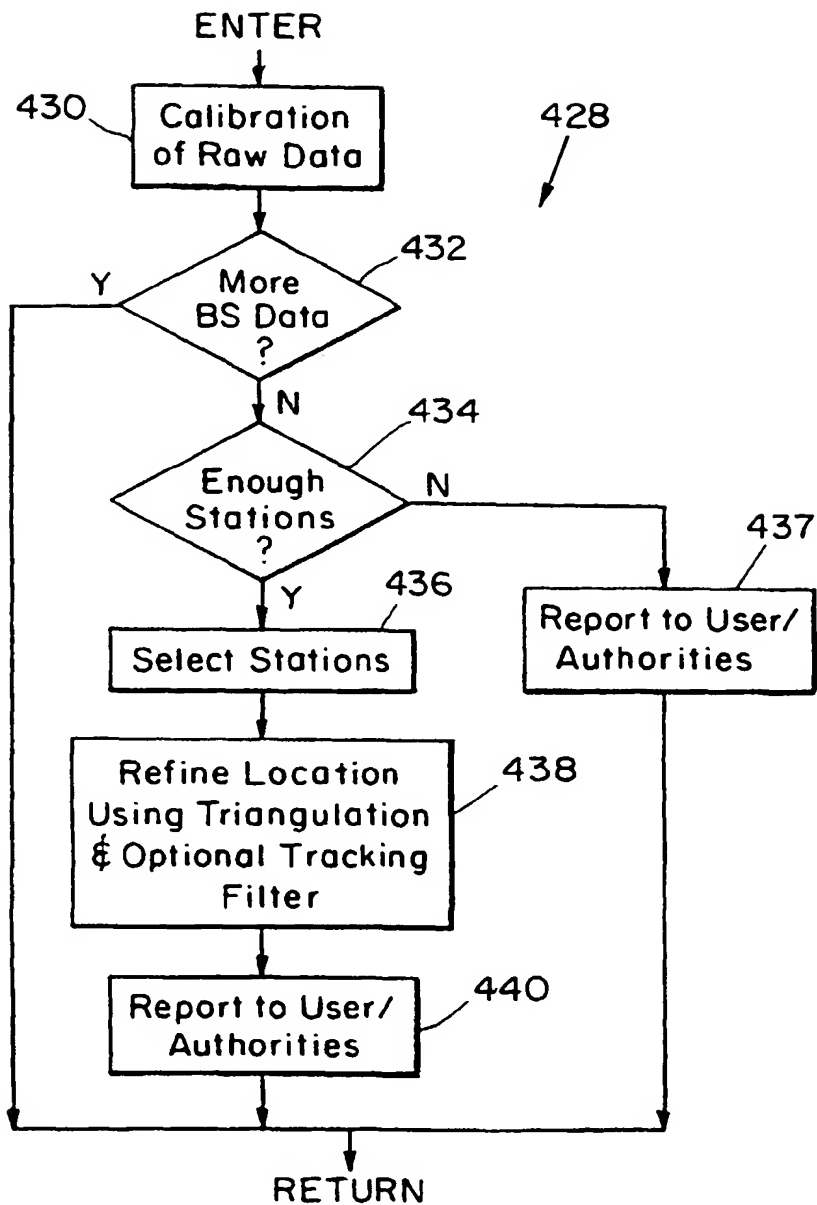 ENTER
430
Calibration
of Raw Data
428
432
Y
More
BS Data
?
N
434
Enough
Stations
?
N
437
Y
436
Report to User/
Authorities
Select Stations
Refine Location
Using Triangulation
& Optional Tracking
Filter
438
Report to User/
Authorities
440
RETURN